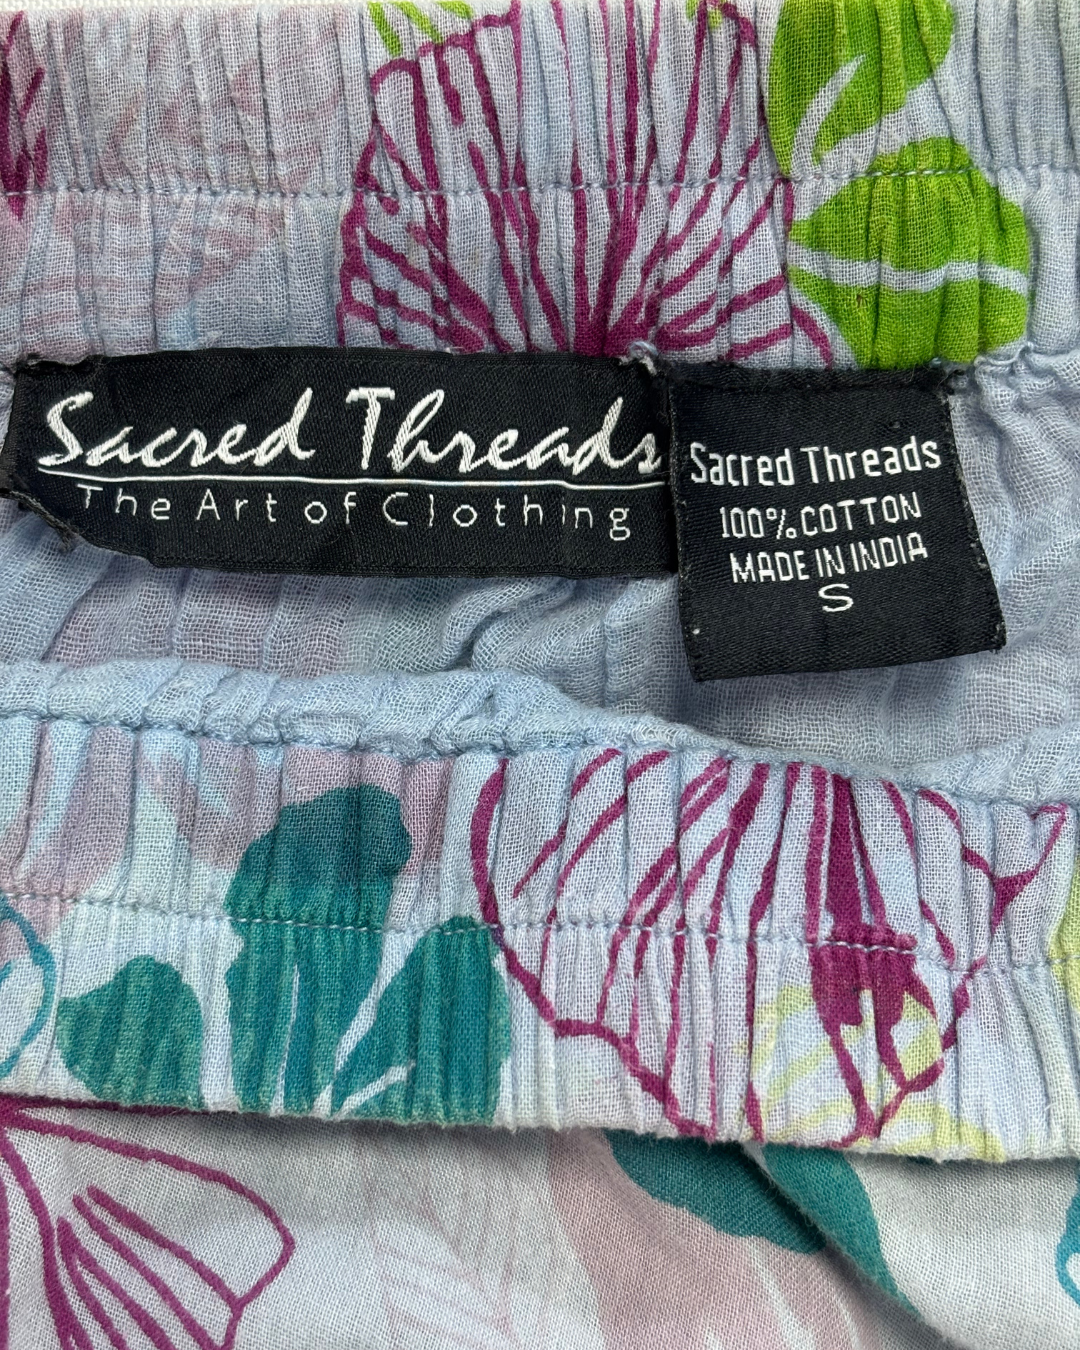 Sacred Threads
The Art of Clothing
Sacred Threads
100% COTTON
MADE IN INDIA
S